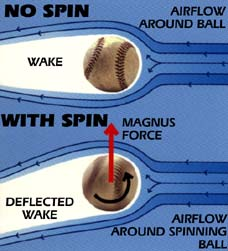 NO SPIN
AIRFLOW
AROUND BALL
WAKE
WITH SPIN
MAGNUS
FORCE
DEFLECTED
WAKE
AIRFLOW
AROUND SPINNING
BALL